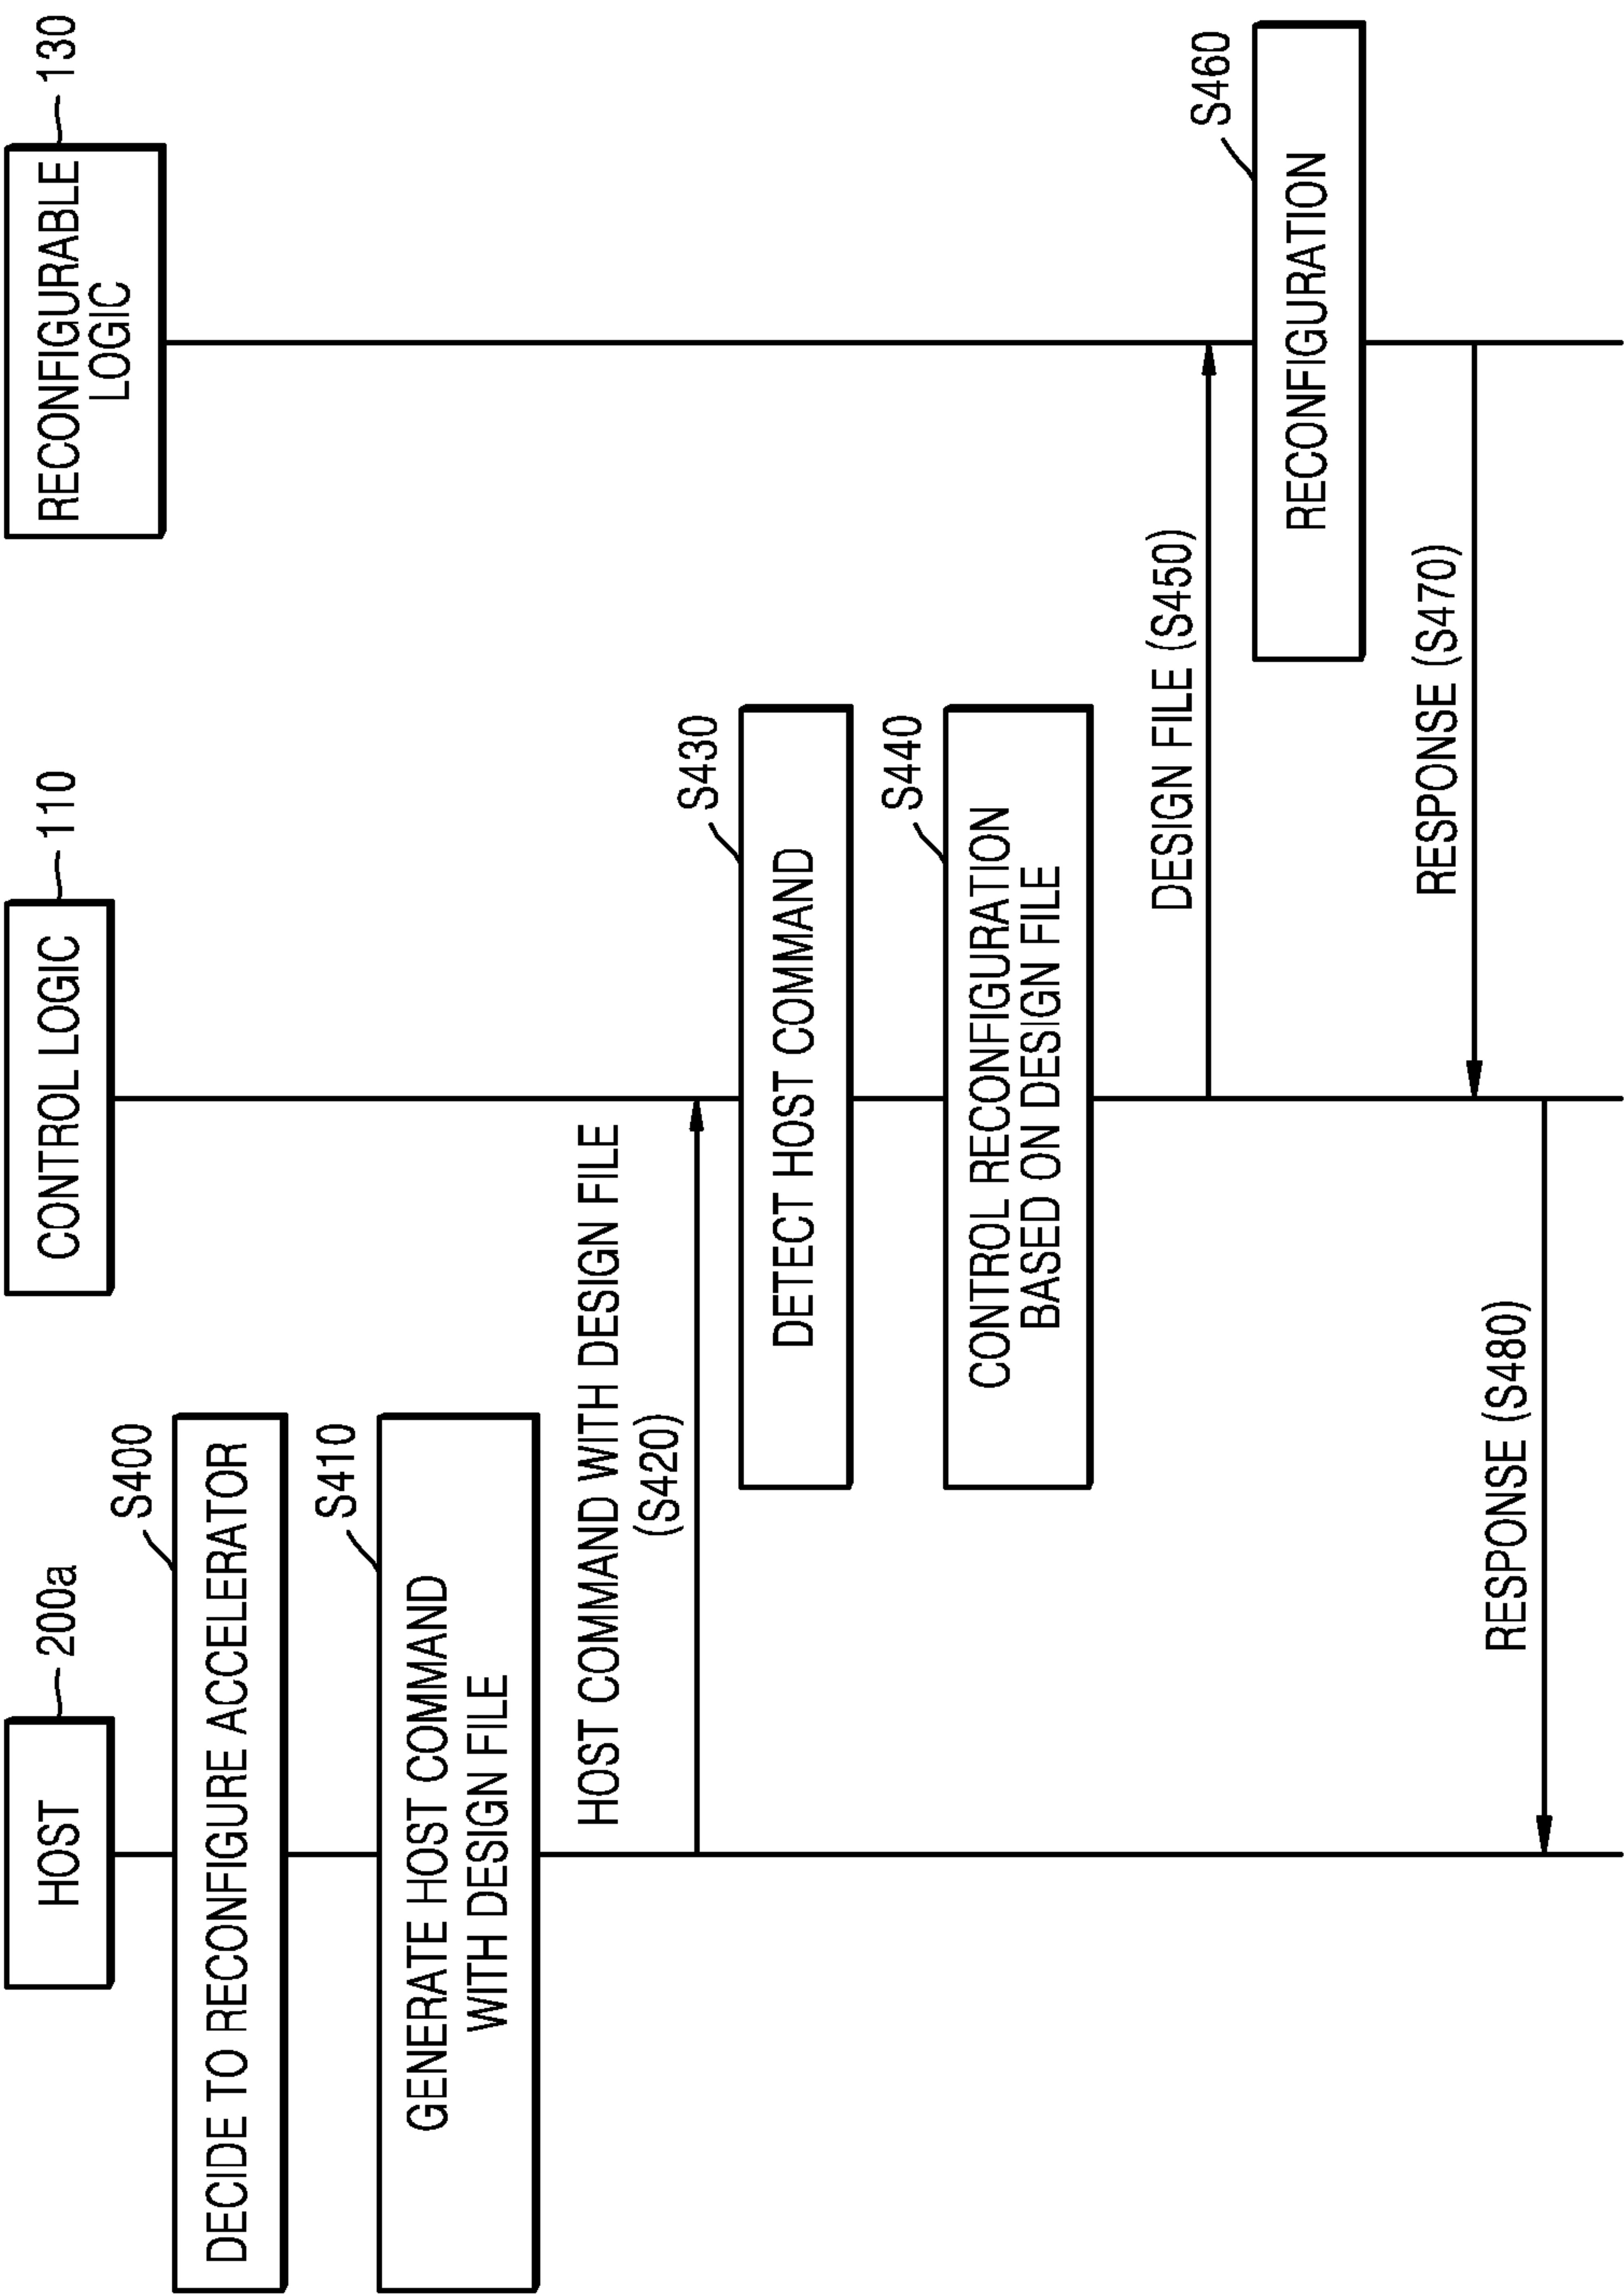 HOST
200a
CONTROL LOGIC
110
RECONFIGURABLE
LOGIC
130
S400
DECIDE TO RECONFIGURE ACCELERATOR
S410
GENERATE HOST COMMAND
WITH DESIGN FILE
HOST COMMAND WITH DESIGN FILE
(S420)
S430
DETECT HOST COMMAND
S440
CONTROL RECONFIGURATION
BASED ON DESIGN FILE
DESIGN FILE (S450)
S460
RECONFIGURATION
RESPONSE (S470)
RESPONSE (S480)